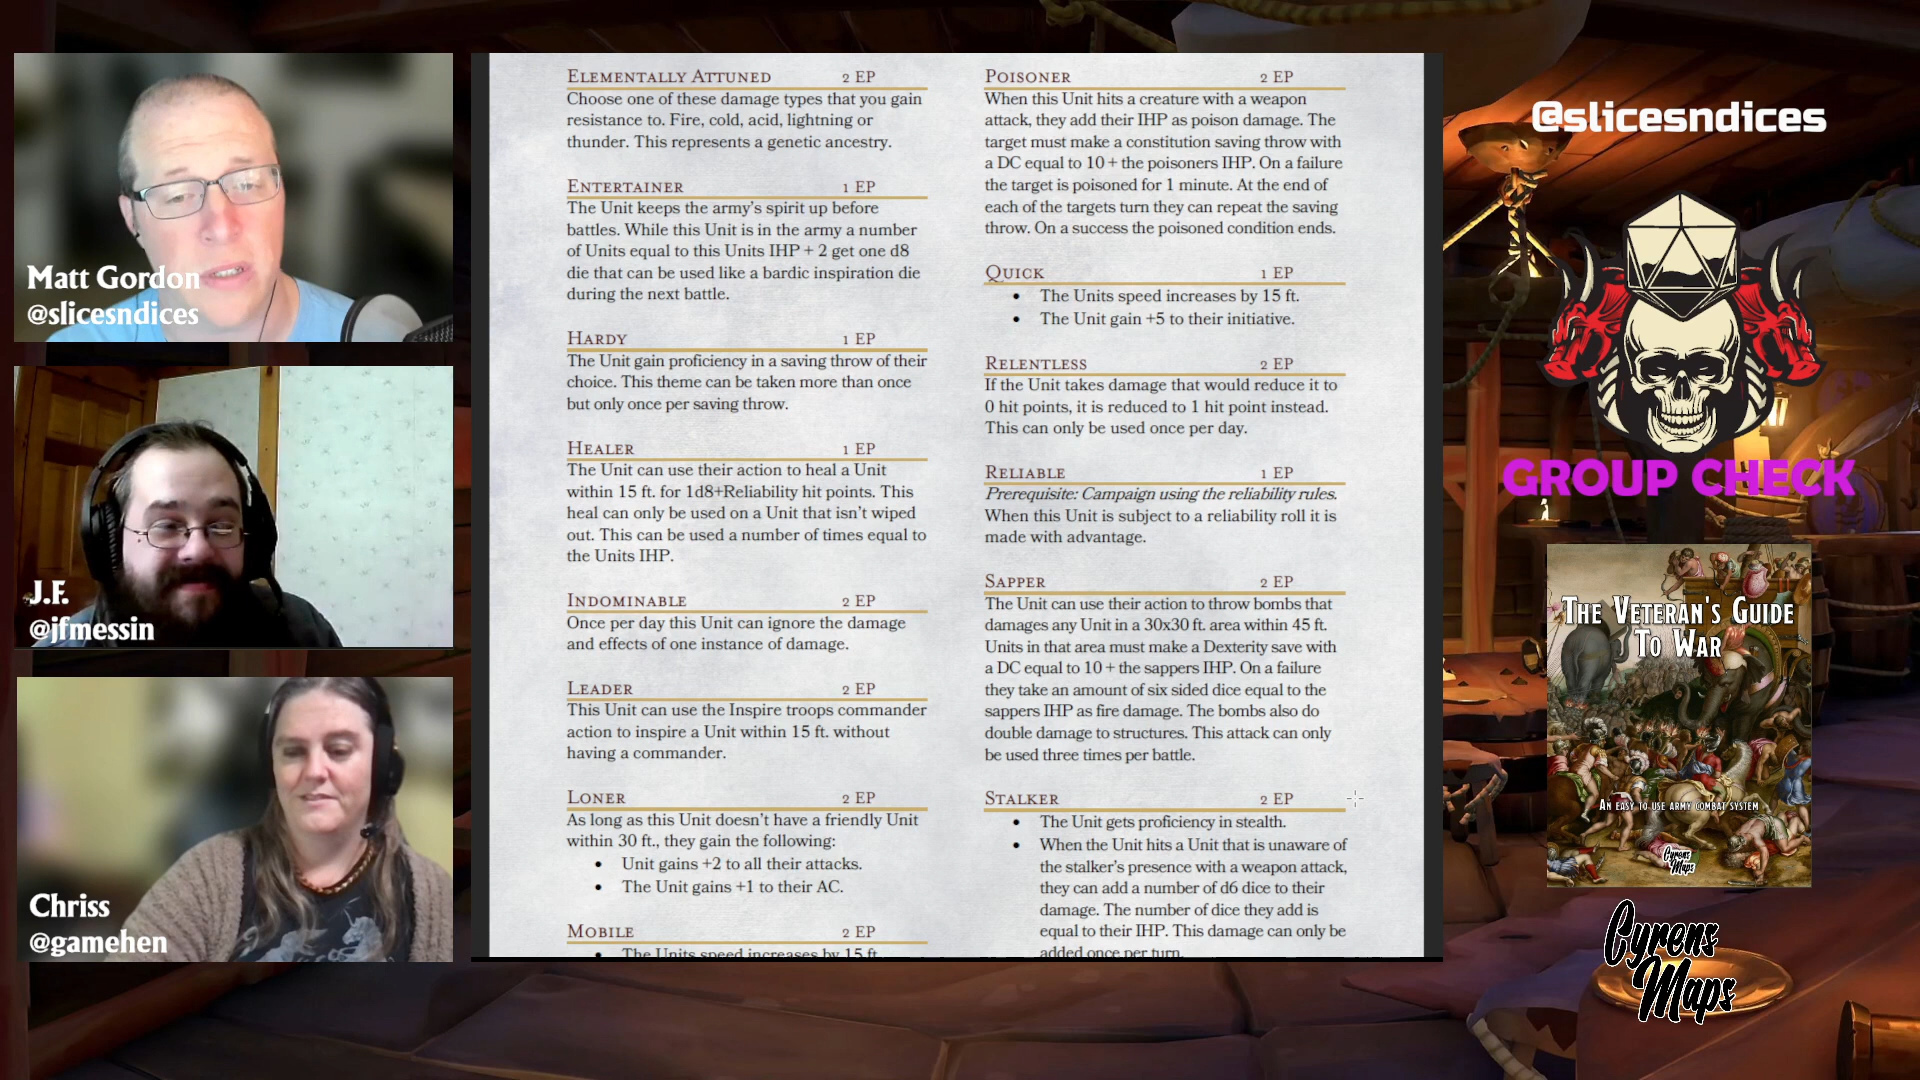 Matt Gordon
@slicesndices
J.F.
@jfmessin
Chriss
@gamehen
Elementally Attuned 2 EP
Choose one of these damage types that you gain
resistance to. Fire, cold, acid, lightning or
thunder. This represents a genetic ancestry.
Entertainer 1 EP
The Unit keeps the army's spirit up before
battles. While this Unit is in the army a number
of Units equal to this Units IHP + 2 get one d8
die that can be used like a bardic inspiration die
during the next battle.
Hardy 1 EP
The Unit gain proficiency in a saving throw of their
choice. This theme can be taken more than once
but only once per saving throw.
Healer 1 EP
The Unit can use their action to heal a Unit
within 15 ft. for 1d8+Reliability hit points. This
heal can only be used on a Unit that isn't wiped
out. This can be used a number of times equal to
the Units IHP.
Indominable 2 EP
Once per day this Unit can ignore the damage
and effects of one instance of damage.
Leader 2 EP
This Unit can use the Inspire troops commander
action to inspire a Unit within 15 ft. without
having a commander.
Loner 2 EP
As long as this Unit doesn't have a friendly Unit
within 30 ft., they gain the following:
• Unit gains +2 to all their attacks.
• The Unit gains +1 to their AC.
Mobile 2 EP
• The Units speed increases by 15 ft.
Poisoner 2 EP
When this Unit hits a creature with a weapon
attack, they add their IHP as poison damage. The
target must make a constitution saving throw with
a DC equal to 10 + the poisoners IHP. On a failure
the target is poisoned for 1 minute. At the end of
each of the targets turn they can repeat the saving
throw. On a success the poisoned condition ends.
Quick 1 EP
• The Units speed increases by 15 ft.
• The Unit gain +5 to their initiative.
Relentless 2 EP
If the Unit takes damage that would reduce it to
0 hit points, it is reduced to 1 hit point instead.
This can only be used once per day.
Reliable 1 EP
Prerequisite: Campaign using the reliability rules.
When this Unit is subject to a reliability roll it is
made with advantage.
Sapper 2 EP
The Unit can use their action to throw bombs that
damages any Unit in a 30x30 ft. area within 45 ft.
Units in that area must make a Dexterity save with
a DC equal to 10 + the sappers IHP. On a failure
they take an amount of six sided dice equal to the
sappers IHP as fire damage. The bombs also do
double damage to structures. This attack can only
be used three times per battle.
Stalker 2 EP
• The Unit gets proficiency in stealth.
• When the Unit hits a Unit that is unaware of
the stalker's presence with a weapon attack,
they can add a number of d6 dice to their
damage. The number of dice they add is
equal to their IHP. This damage can only be
added once per turn.
@slicesndices
GROUP CHECK
The Veteran's Guide
To War
An easy to use army combat system
Cyrens
Maps
Cyrens
Maps